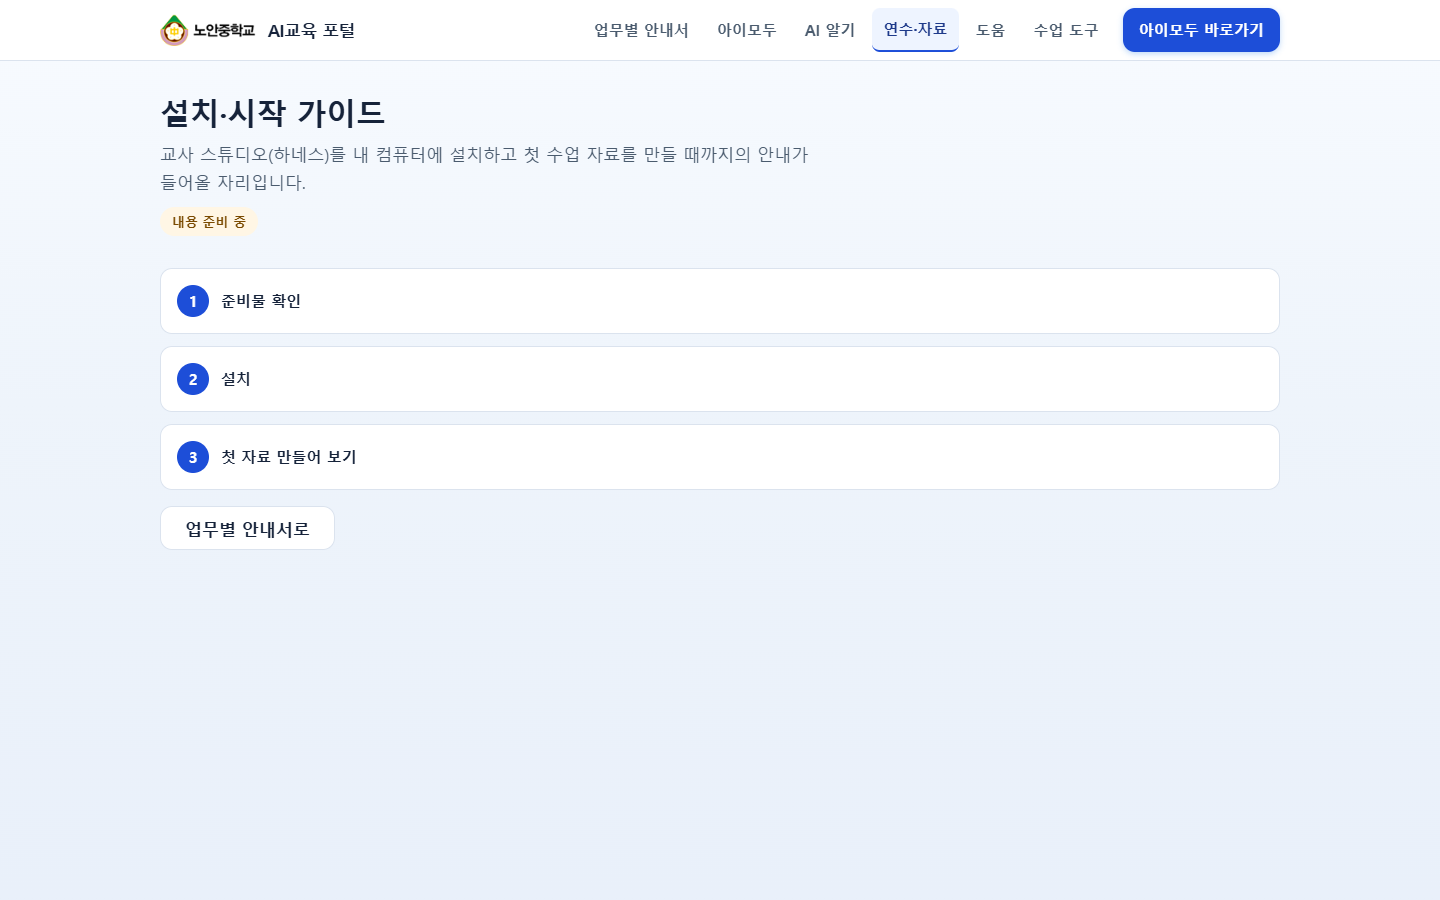 노안중학교 AI교육 포털
업무별 안내서
아이모두
AI 알기
연수·자료
도움
수업 도구
아이모두 바로가기
설치·시작 가이드
교사 스튜디오(하네스)를 내 컴퓨터에 설치하고 첫 수업 자료를 만들 때까지의 안내가
들어올 자리입니다.
내용 준비 중
1 준비물 확인
2 설치
3 첫 자료 만들어 보기
업무별 안내서로